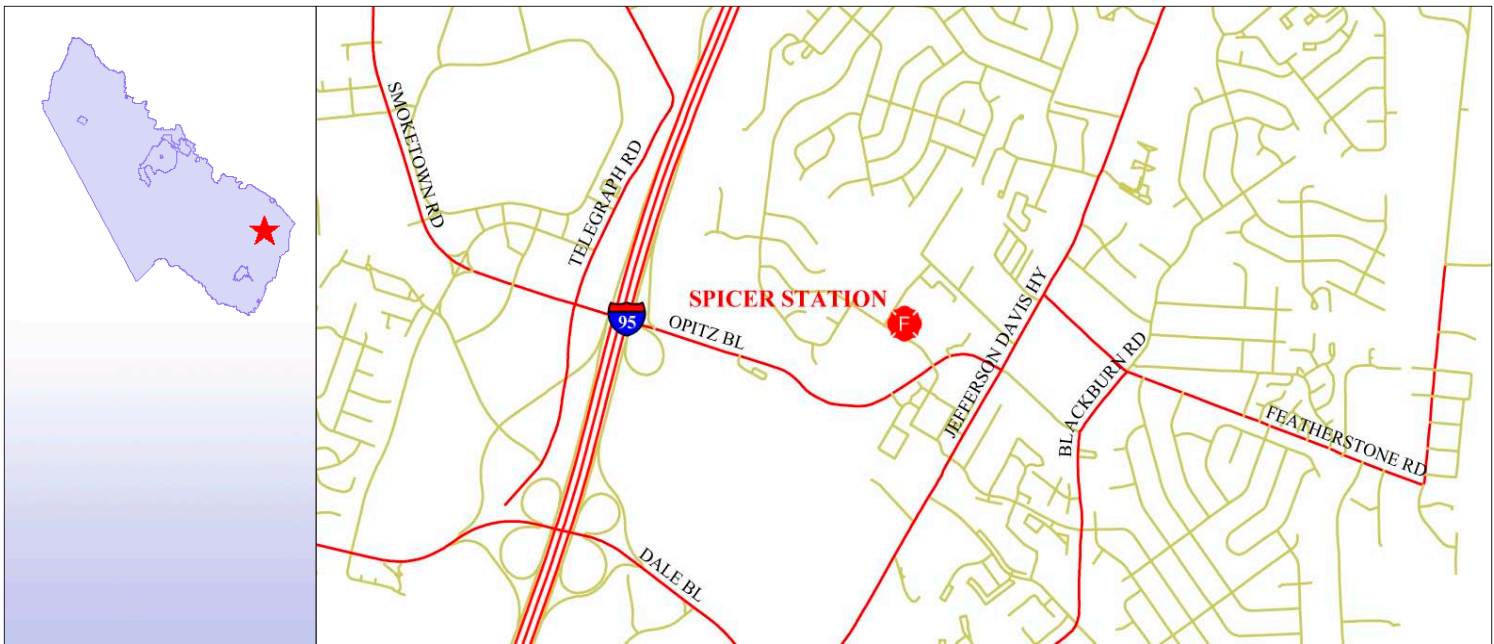 SMOKETOWN RD
TELEGRAPH RD
95
SPICER STATION
F
OPITZ BL
JEFFERSON DAVIS HY
BLACKBURN RD
FEATHERSTONE RD
DALE BL